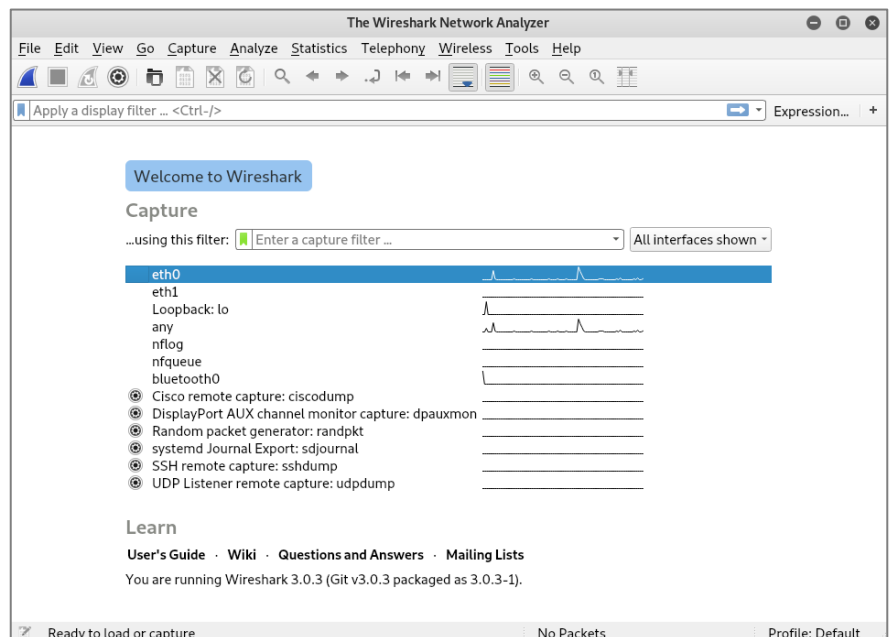 The Wireshark Network Analyzer
File Edit View Go Capture Analyze Statistics Telephony Wireless Tools Help
Apply a display filter ... <Ctrl-/> Expression... +
Welcome to Wireshark
Capture
...using this filter: Enter a capture filter ... All interfaces shown
eth0
eth1
Loopback: lo
any
nflog
nfqueue
bluetooth0
Cisco remote capture: ciscodump
DisplayPort AUX channel monitor capture: dpauxmon
Random packet generator: randpkt
systemd Journal Export: sdjournal
SSH remote capture: sshdump
UDP Listener remote capture: udpdump
Learn
User's Guide · Wiki · Questions and Answers · Mailing Lists
You are running Wireshark 3.0.3 (Git v3.0.3 packaged as 3.0.3-1).
Ready to load or capture No Packets Profile: Default